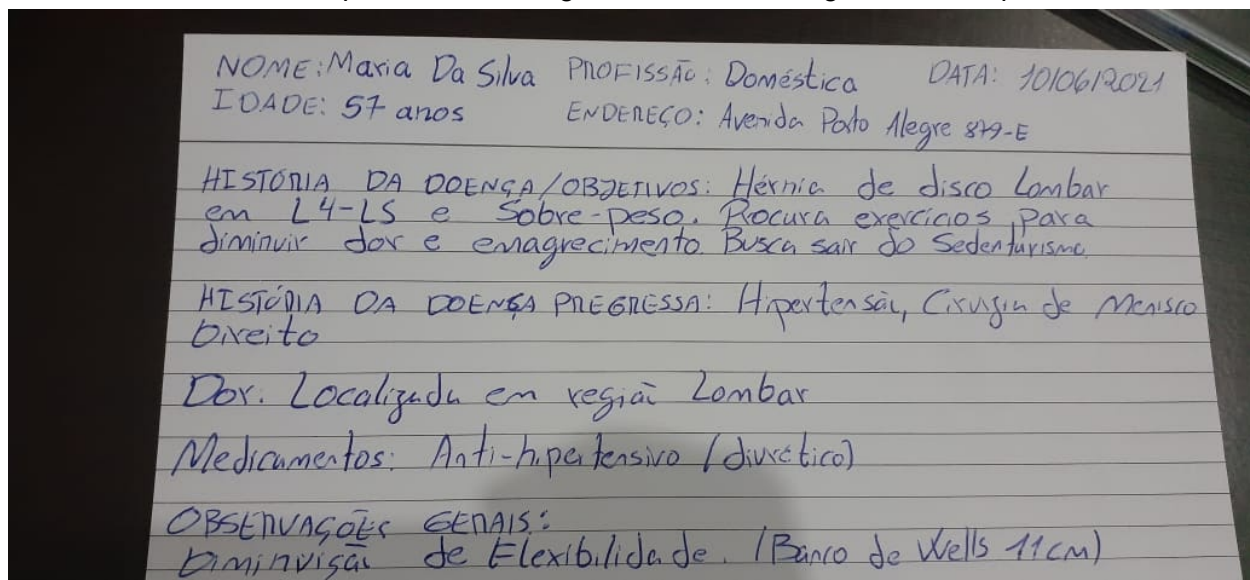 NOME: Maria Da Silva PROFISSÃO: Doméstica DATA: 10/06/2021
IDADE: 57 anos ENDEREÇO: Avenida Porto Alegre 879-E
HISTÓRIA DA DOENÇA/OBJETIVOS: Hérnia de disco Lombar
em L4-L5 e Sobre-peso. Procura exercícios para
diminuir dor e emagrecimento. Busca sair do Sedentarismo.
HISTÓRIA DA DOENÇA PREGRESSA: Hipertensão, Cirurgia de Menisco
Direito
Dor: Localizada em região Lombar
Medicamentos: Anti-hipertensivo (diurético)
OBSERVAÇÕES GERAIS:
Diminuição de Flexibilidade. (Banco de Wells 11cm)